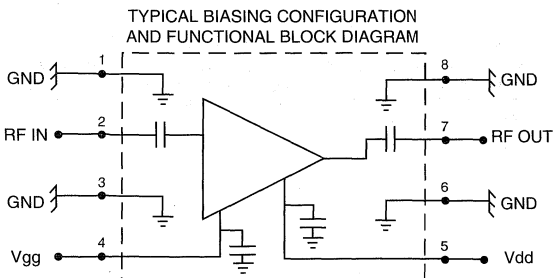 TYPICAL BIASING CONFIGURATION
AND FUNCTIONAL BLOCK DIAGRAM
GND 1
8 GND
RF IN 2
7 RF OUT
GND 3
6 GND
Vgg 4
5 Vdd